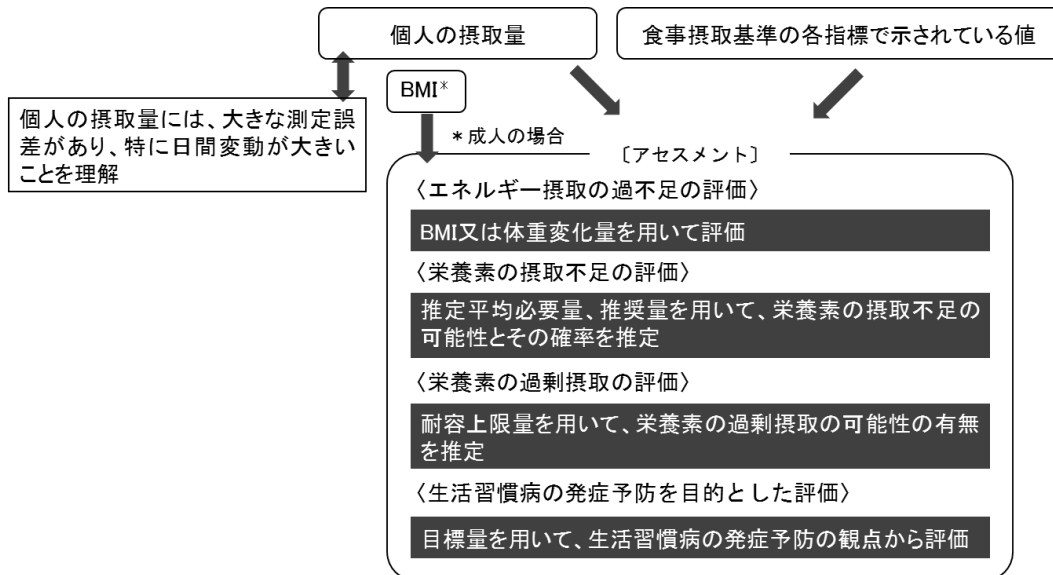 個人の摂取量
食事摂取基準の各指標で示されている値
BMI*
個人の摂取量には、大きな測定誤
差があり、特に日間変動が大きい
ことを理解
*成人の場合
〔アセスメント〕
〈エネルギー摂取の過不足の評価〉
BMI又は体重変化量を用いて評価
〈栄養素の摂取不足の評価〉
推定平均必要量、推奨量を用いて、栄養素の摂取不足の
可能性とその確率を推定
〈栄養素の過剰摂取の評価〉
耐容上限量を用いて、栄養素の過剰摂取の可能性の有無
を推定
〈生活習慣病の発症予防を目的とした評価〉
目標量を用いて、生活習慣病の発症予防の観点から評価